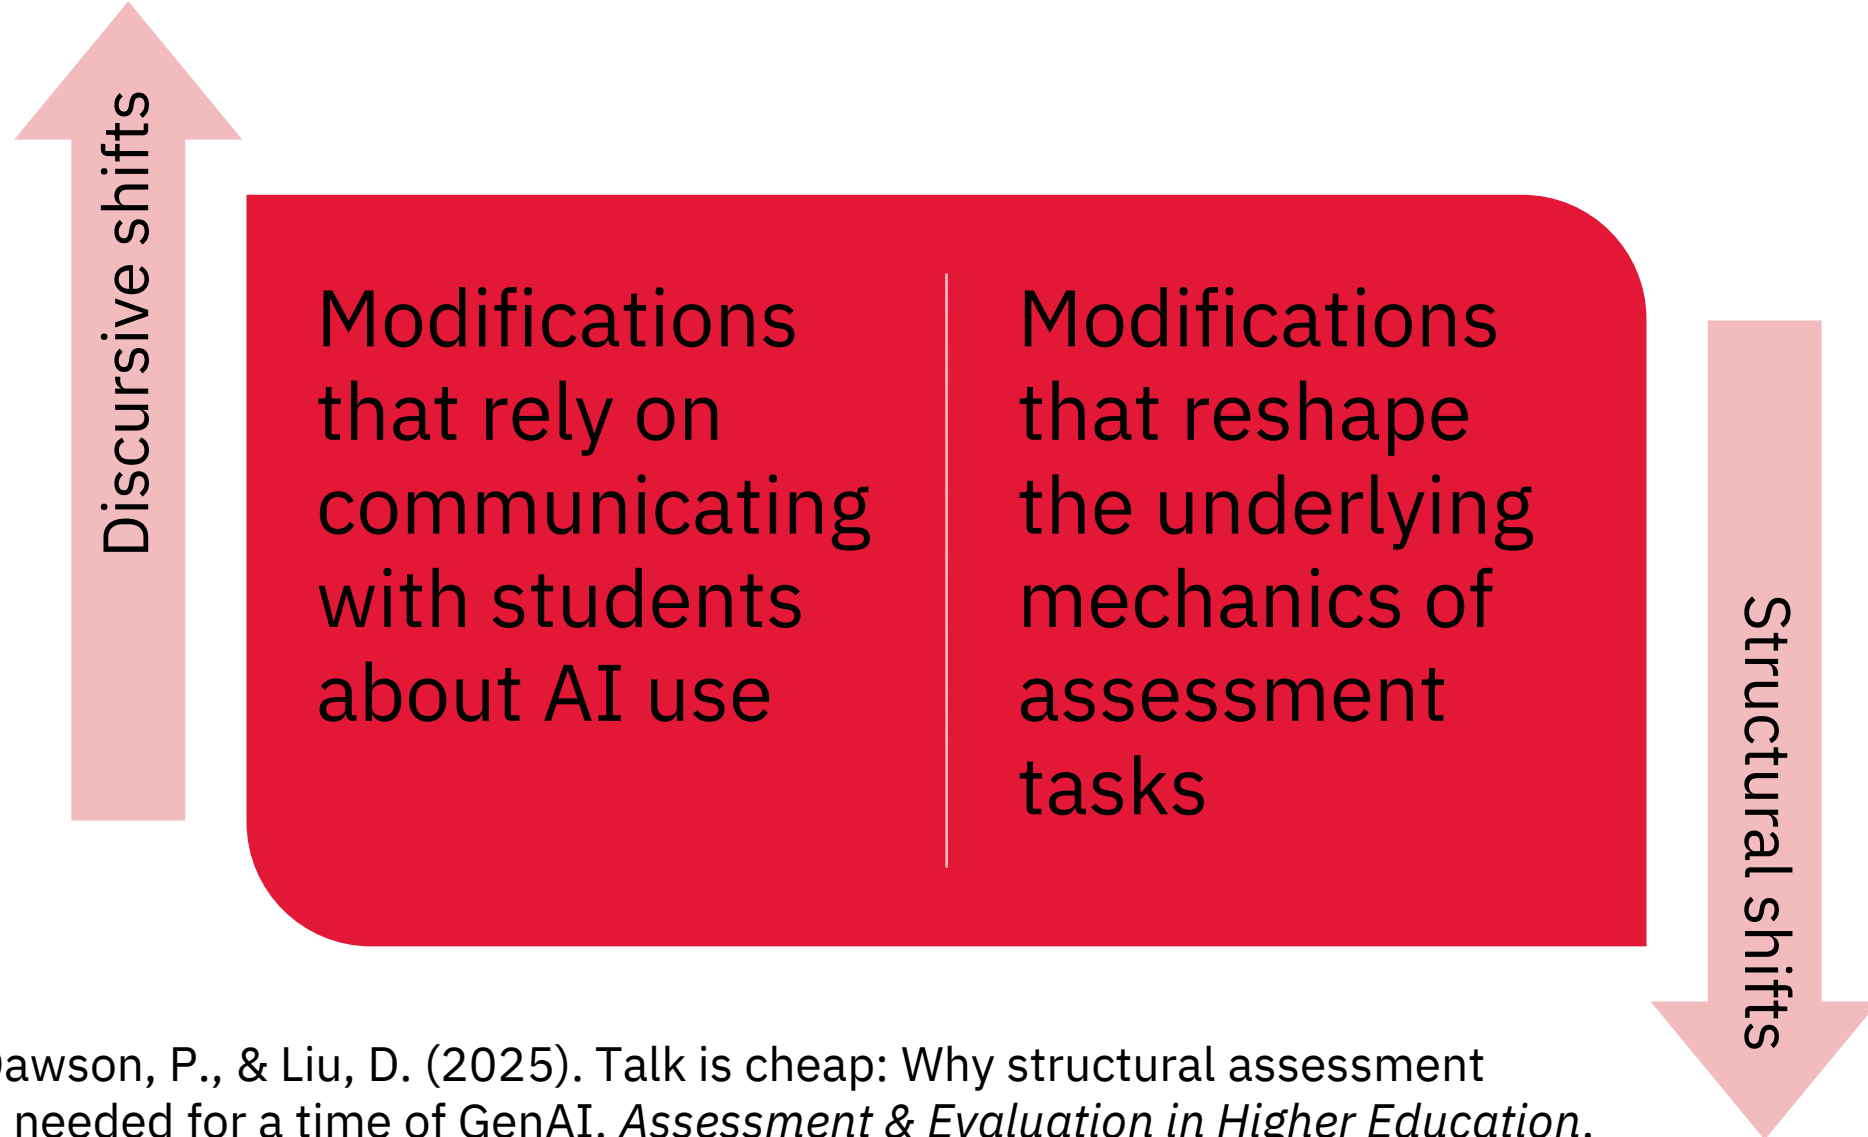 Discursive shifts
Modifications
that rely on
communicating
with students
about AI use
Modifications
that reshape
the underlying
mechanics of
assessment
tasks
Structural shifts
Dawson, P., & Liu, D. (2025). Talk is cheap: Why structural assessment
needed for a time of GenAI. Assessment & Evaluation in Higher Education.